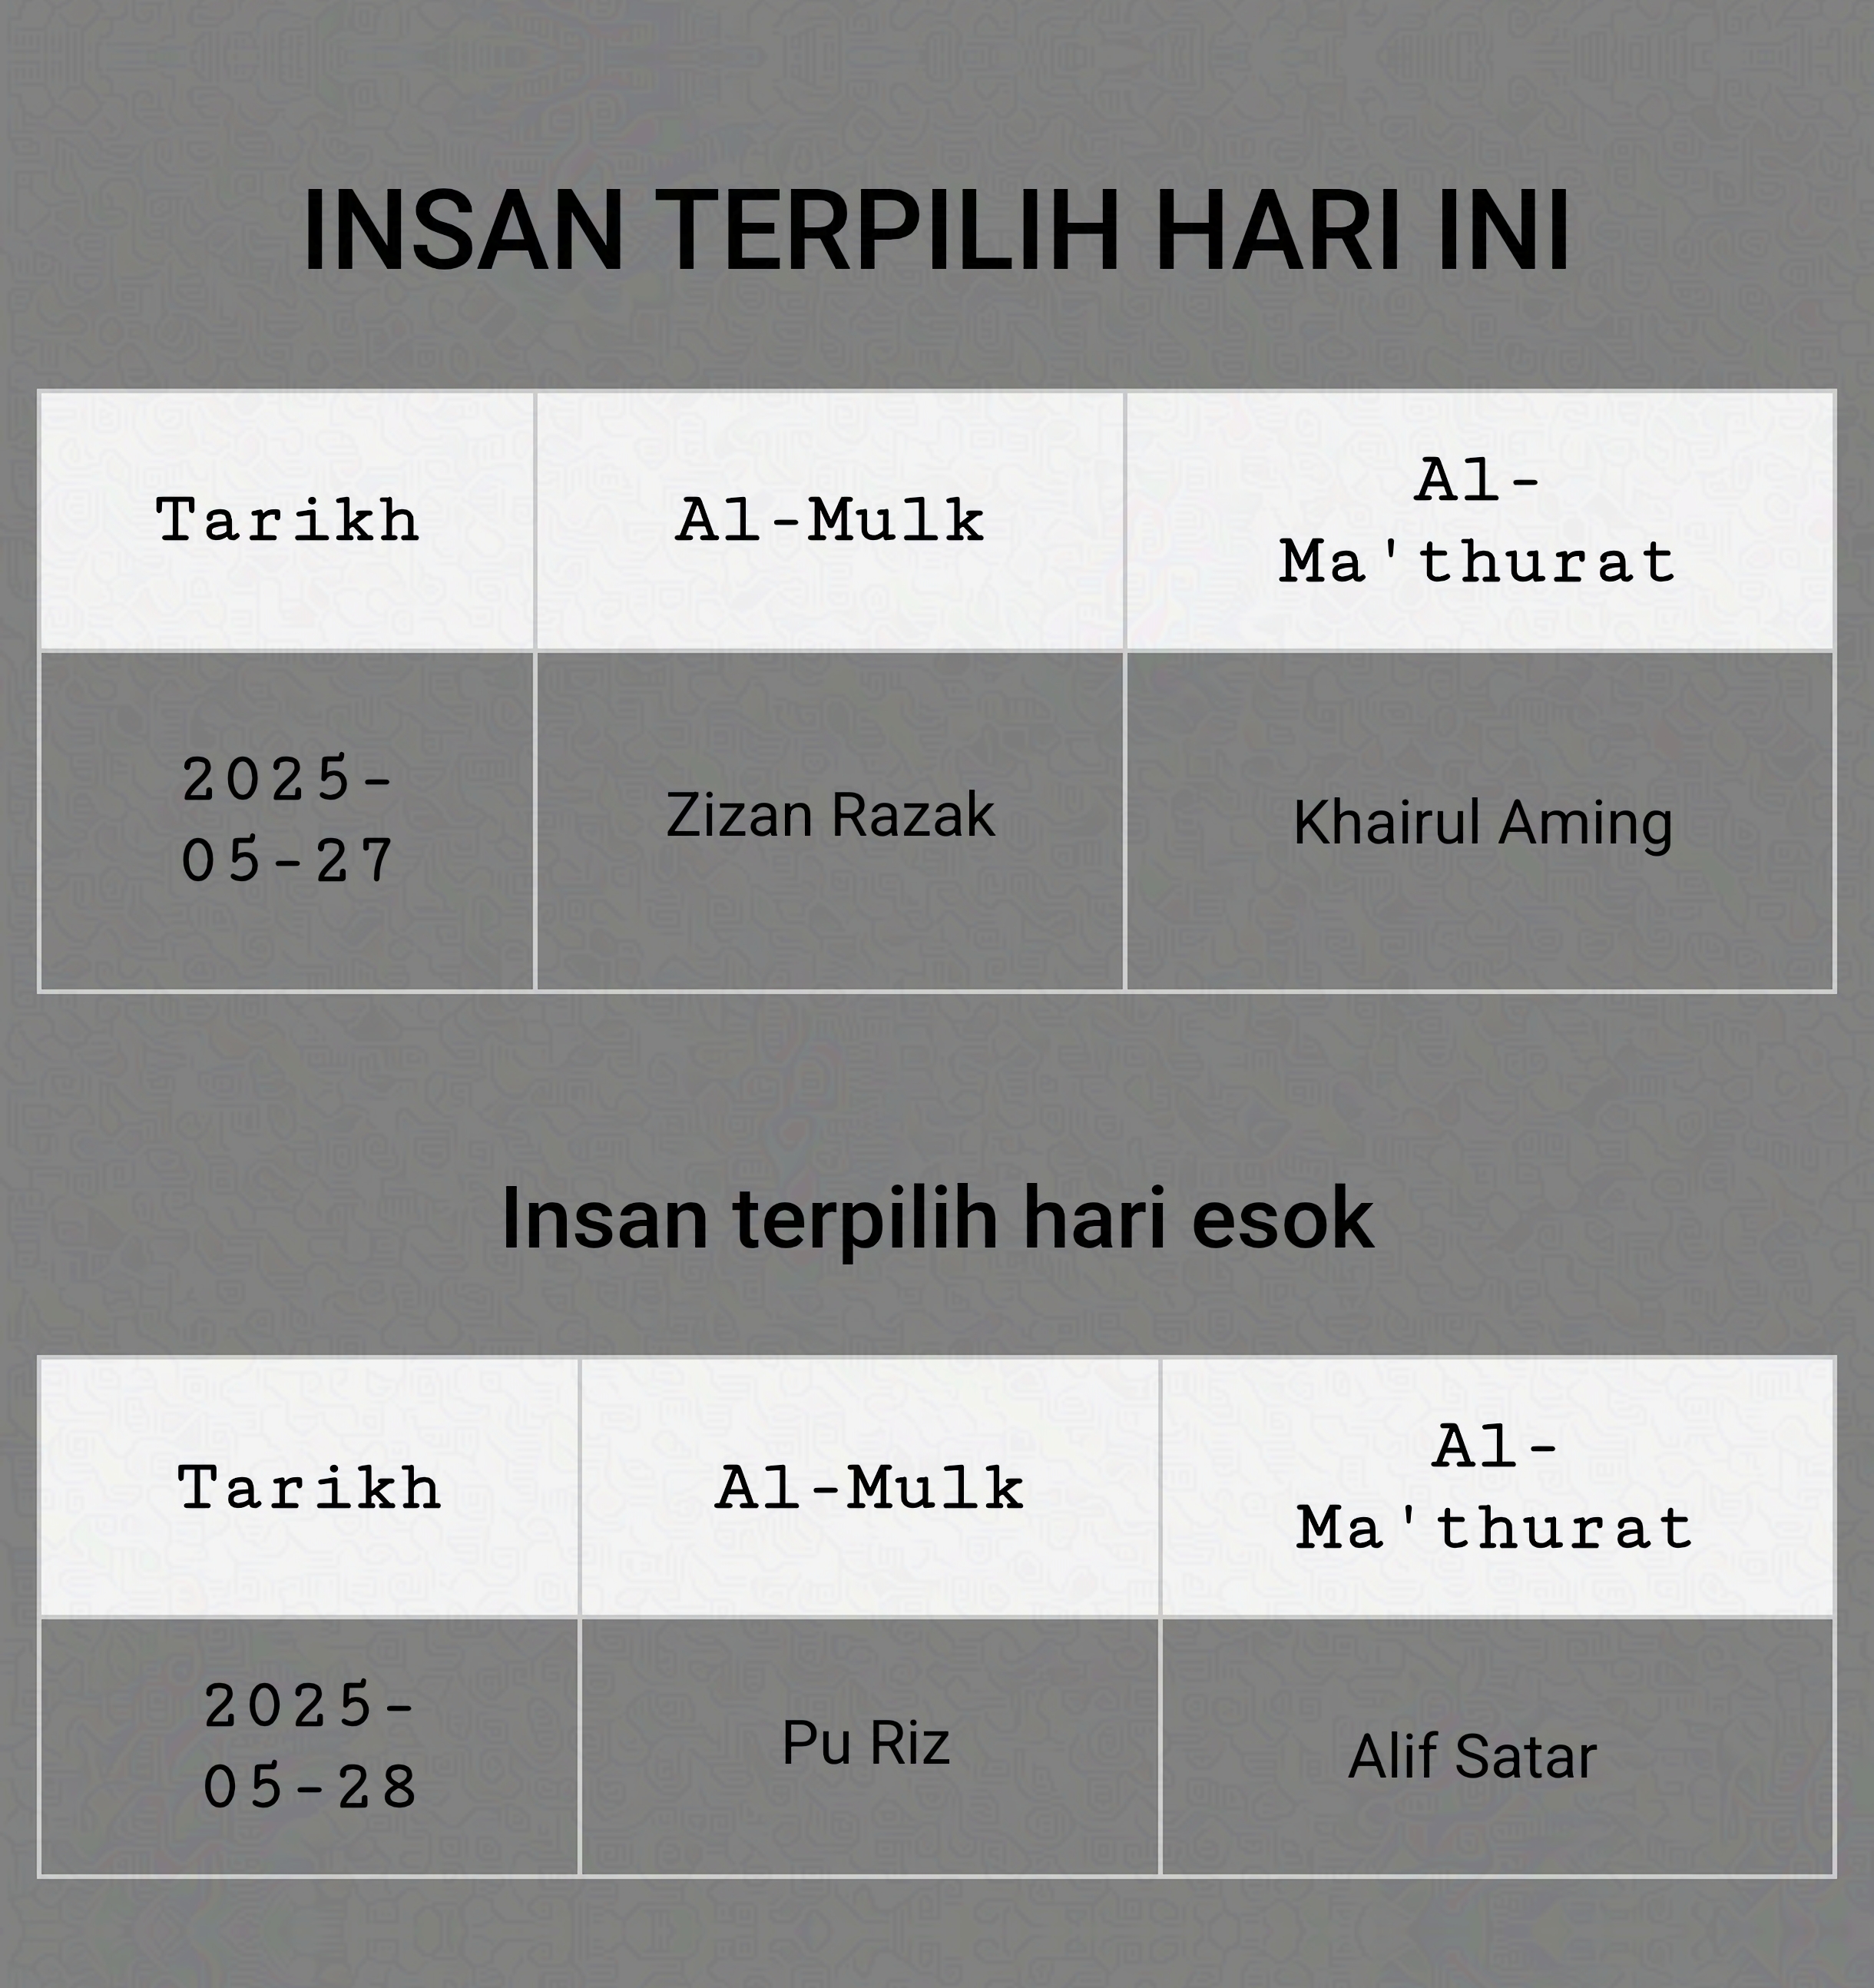 INSAN TERPILIH HARI INI
Tarikh
Al-Mulk
Al-
Ma'thurat
2025-
05-27
Zizan Razak
Khairul Aming
Insan terpilih hari esok
Tarikh
Al-Mulk
Al-
Ma'thurat
2025-
05-28
Pu Riz
Alif Satar